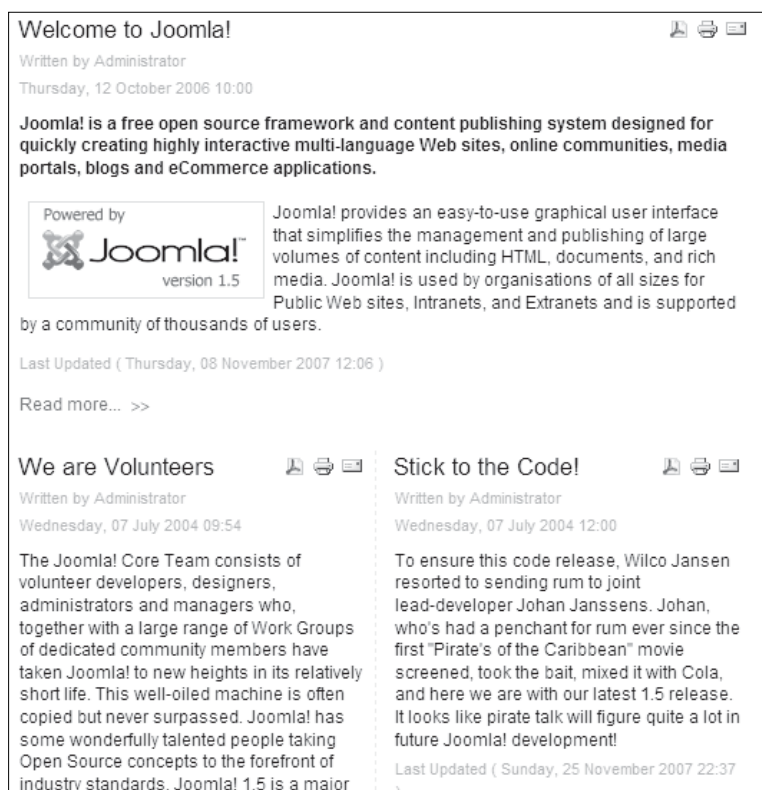 Welcome to Joomla!
Written by Administrator
Thursday, 12 October 2006 10:00
Joomla! is a free open source framework and content publishing system designed for
quickly creating highly interactive multi-language Web sites, online communities, media
portals, blogs and eCommerce applications.
Powered by
Joomla!™
version 1.5
Joomla! provides an easy-to-use graphical user interface
that simplifies the management and publishing of large
volumes of content including HTML, documents, and rich
media. Joomla! is used by organisations of all sizes for
Public Web sites, Intranets, and Extranets and is supported
by a community of thousands of users.
Last Updated ( Thursday, 08 November 2007 12:06 )
Read more... >>
We are Volunteers
Written by Administrator
Wednesday, 07 July 2004 09:54
The Joomla! Core Team consists of
volunteer developers, designers,
administrators and managers who,
together with a large range of Work Groups
of dedicated community members have
taken Joomla! to new heights in its relatively
short life. This well-oiled machine is often
copied but never surpassed. Joomla! has
some wonderfully talented people taking
Open Source concepts to the forefront of
industry standards. Joomla! 1.5 is a major
Stick to the Code!
Written by Administrator
Wednesday, 07 July 2004 12:00
To ensure this code release, Wilco Jansen
resorted to sending rum to joint
lead-developer Johan Janssens. Johan,
who's had a penchant for rum ever since the
first "Pirate's of the Caribbean" movie
screened, took the bait, mixed it with Cola,
and here we are with our latest 1.5 release.
It looks like pirate talk will figure quite a lot in
future Joomla! development!
Last Updated ( Sunday, 25 November 2007 22:37
)